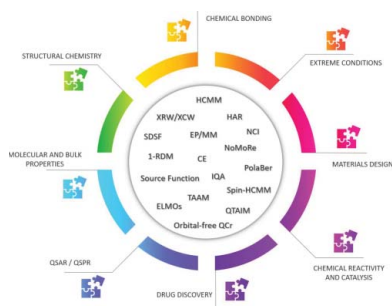 CHEMICAL BONDING
STRUCTURAL CHEMISTRY
EXTREME CONDITIONS
HCMM
XRW/XCW
HAR
SDSF
EP/MM
NCI
NoMoRe
1-RDM
CE
PolaBer
Source Function
IQA
Spin-HCMM
TAAM
ELMOs
QTAIM
Orbital-free QCr
MOLECULAR AND BULK
PROPERTIES
MATERIALS DESIGN
QSAR / QSPR
DRUG DISCOVERY
CHEMICAL REACTIVITY
AND CATALYSIS